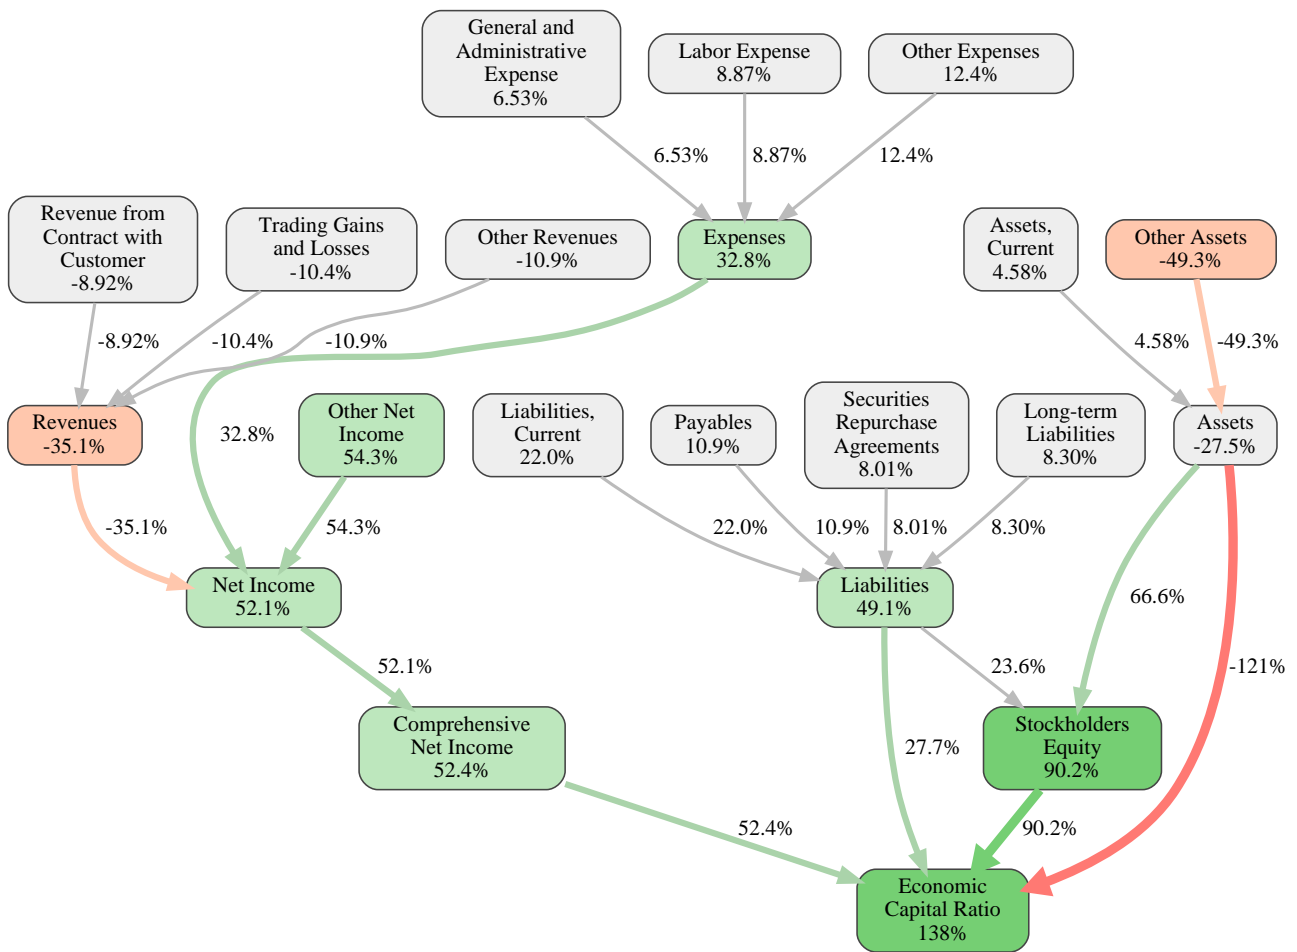 General and
Administrative
Expense
6.53%
Labor Expense
8.87%
Other Expenses
12.4%
6.53%
8.87%
12.4%
Revenue from
Contract with
Customer
-8.92%
Trading Gains
and Losses
-10.4%
Other Revenues
-10.9%
Expenses
32.8%
Assets,
Current
4.58%
Other Assets
-49.3%
-8.92%
-10.4%
-10.9%
4.58%
-49.3%
Revenues
-35.1%
32.8%
Other Net
Income
54.3%
Liabilities,
Current
22.0%
Payables
10.9%
Securities
Repurchase
Agreements
8.01%
Long-term
Liabilities
8.30%
Assets
-27.5%
-35.1%
54.3%
22.0%
10.9%
8.01%
8.30%
Net Income
52.1%
Liabilities
49.1%
66.6%
52.1%
23.6%
-121%
Comprehensive
Net Income
52.4%
27.7%
Stockholders
Equity
90.2%
52.4%
90.2%
Economic
Capital Ratio
138%